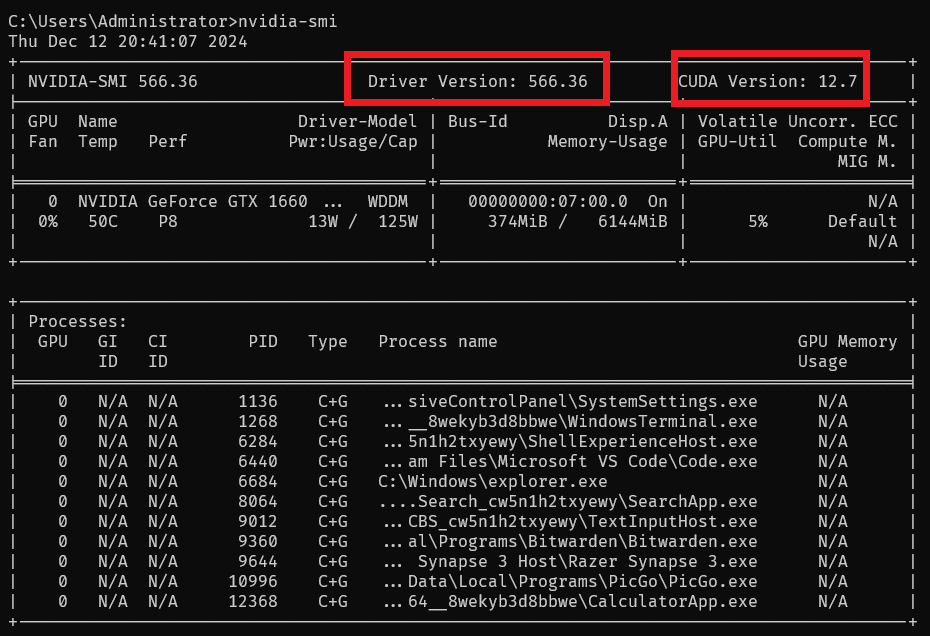 C:\Users\Administrator>nvidia-smi
Thu Dec 12 20:41:07 2024
NVIDIA-SMI 566.36 Driver Version: 566.36 CUDA Version: 12.7
GPU Name Driver-Model | Bus-Id Disp.A | Volatile Uncorr. ECC
Fan Temp Perf Pwr:Usage/Cap | Memory-Usage | GPU-Util Compute M.
MIG M.
0 NVIDIA GeForce GTX 1660 ... WDDM | 00000000:07:00.0 On | N/A
0% 50C P8 13W / 125W | 374MiB / 6144MiB | 5% Default
N/A
Processes:
GPU GI CI PID Type Process name GPU Memory
ID ID Usage
0 N/A N/A 1136 C+G ...siveControlPanel\SystemSettings.exe N/A
0 N/A N/A 1268 C+G ...__8wekyb3d8bbwe\WindowsTerminal.exe N/A
0 N/A N/A 6284 C+G ...5n1h2txyewy\ShellExperienceHost.exe N/A
0 N/A N/A 6440 C+G ...am Files\Microsoft VS Code\Code.exe N/A
0 N/A N/A 6684 C+G C:\Windows\explorer.exe N/A
0 N/A N/A 8064 C+G ....Search_cw5n1h2txyewy\SearchApp.exe N/A
0 N/A N/A 9012 C+G ...CBS_cw5n1h2txyewy\TextInputHost.exe N/A
0 N/A N/A 9360 C+G ...al\Programs\Bitwarden\Bitwarden.exe N/A
0 N/A N/A 9644 C+G ... Synapse 3 Host\Razer Synapse 3.exe N/A
0 N/A N/A 10996 C+G ...Data\Local\Programs\PicGo\PicGo.exe N/A
0 N/A N/A 12368 C+G ...64__8wekyb3d8bbwe\CalculatorApp.exe N/A